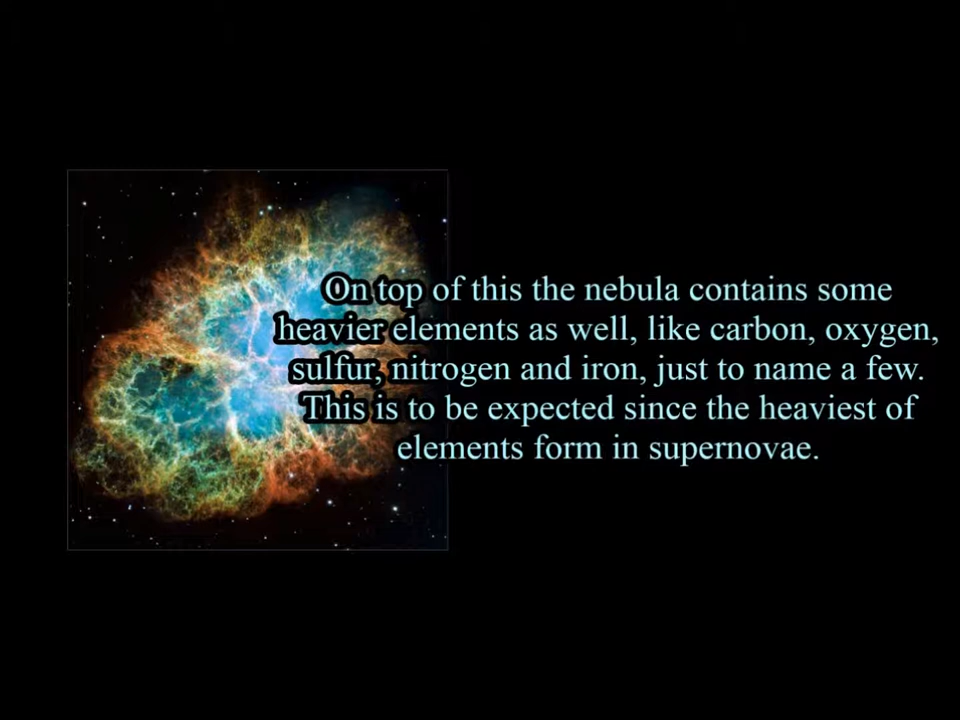 On top of this the nebula contains some
heavier elements as well, like carbon, oxygen,
sulfur, nitrogen and iron, just to name a few.
This is to be expected since the heaviest of
elements form in supernovae.